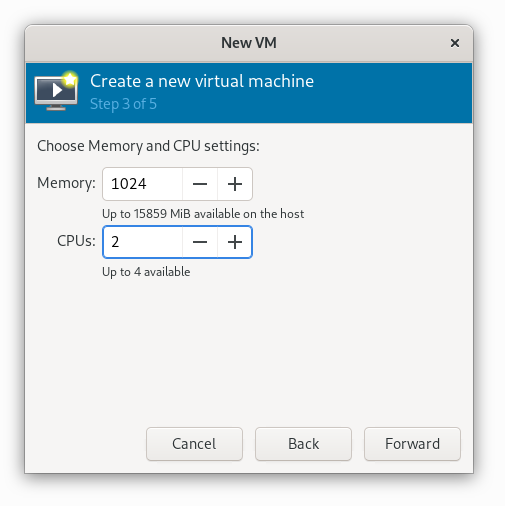 New VM
Create a new virtual machine
Step 3 of 5
Choose Memory and CPU settings:
Memory: 1024
Up to 15859 MiB available on the host
CPUs: 2
Up to 4 available
Cancel Back Forward